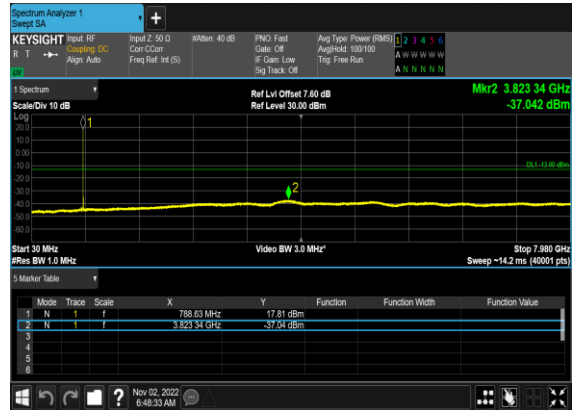 Spectrum Analyzer 1
Swept SA
+
KEYSIGHT Input: RF Input Z: 50 Ω #Atten: 40 dB PNO: Fast Avg Type: Power (RMS) 1 2 3 4 5 6
R T Coupling: DC Corr CCorr Gate: Off Avg|Hold: 100/100 A W W W W W
Align: Auto Freq Ref: Int (S) IF Gain: Low Trig: Free Run
Sig Track: Off A N N N N N
1 Spectrum Ref Lvl Offset 7.60 dB Mkr2 3.823 34 GHz
Scale/Div 10 dB Ref Level 30.00 dBm -37.042 dBm
Log
20.0
10.0
0.00
-10.0
-20.0
-30.0
-40.0
-50.0
-60.0
1
DL1 -13.00 dBm
2
Start 30 MHz Video BW 3.0 MHz* Stop 7.980 GHz
#Res BW 1.0 MHz Sweep ~14.2 ms (40001 pts)
5 Marker Table
Mode Trace Scale X Y Function Function Width Function Value
1 N 1 f 788.63 MHz 17.81 dBm
2 N 1 f 3.823 34 GHz -37.04 dBm
3
4
5
6
? Nov 02, 2022
6:48:33 AM